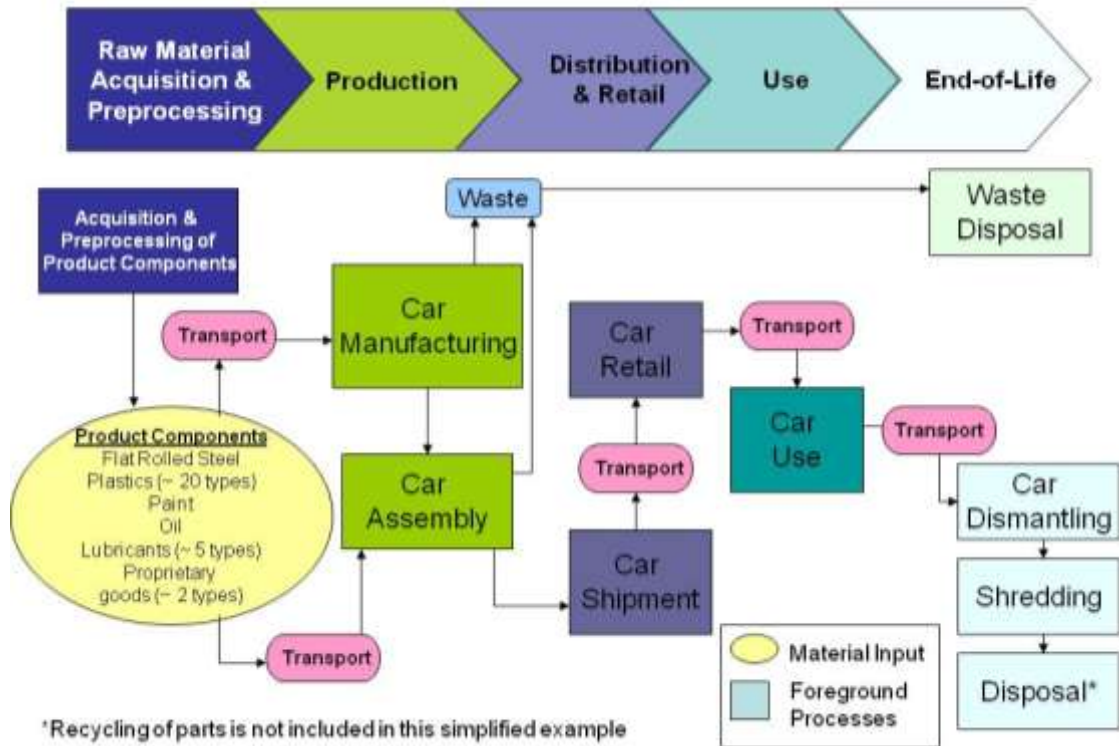 Raw Material
Acquisition &
Preprocessing
Production
Distribution
& Retail
Use
End-of-Life
Acquisition &
Preprocessing of
Product Components
Waste
Waste
Disposal
Transport
Car
Manufacturing
Car
Retail
Transport
Car
Use
Transport
Product Components
Flat Rolled Steel
Plastics (~ 20 types)
Paint
Oil
Lubricants (~ 5 types)
Proprietary
goods (~ 2 types)
Car
Assembly
Transport
Car
Dismantling
Car
Shipment
Shredding
Transport
Material Input
Foreground
Processes
Disposal*
*Recycling of parts is not included in this simplified example